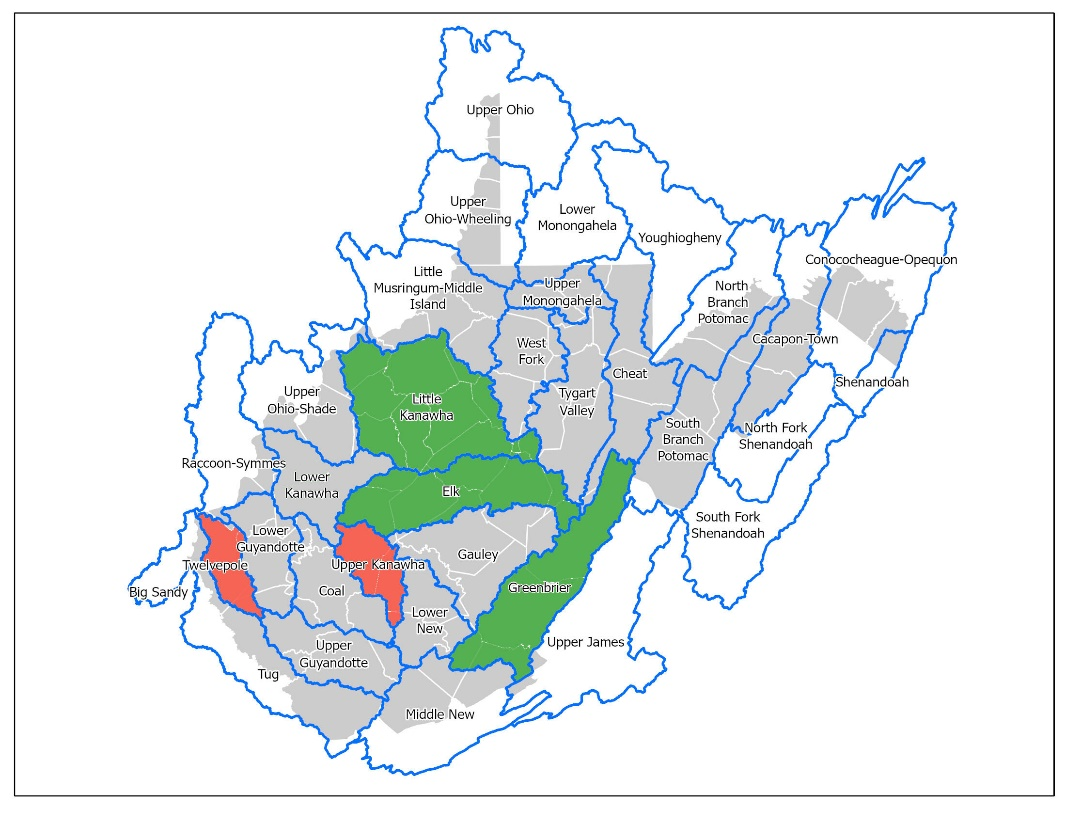 Upper Ohio
Upper
Ohio-Wheeling
Lower
Monongahela
Youghiogheny
Conococheague-Opequon
Little
Musringum-Middle
Island
Upper
Monongahela
North
Branch
Potomac
West
Fork
Cacapon-Town
Cheat
Shenandoah
Upper
Ohio-Shade
Little
Kanawha
Tygart
Valley
South
Branch
Potomac
North Fork
Shenandoah
Raccoon-Symmes
Lower
Kanawha
Elk
South Fork
Shenandoah
Lower
Guyandotte
Twelvepole
Upper Kanawha
Gauley
Big Sandy
Coal
Greenbrier
Lower
New
Upper James
Upper
Guyandotte
Tug
Middle New